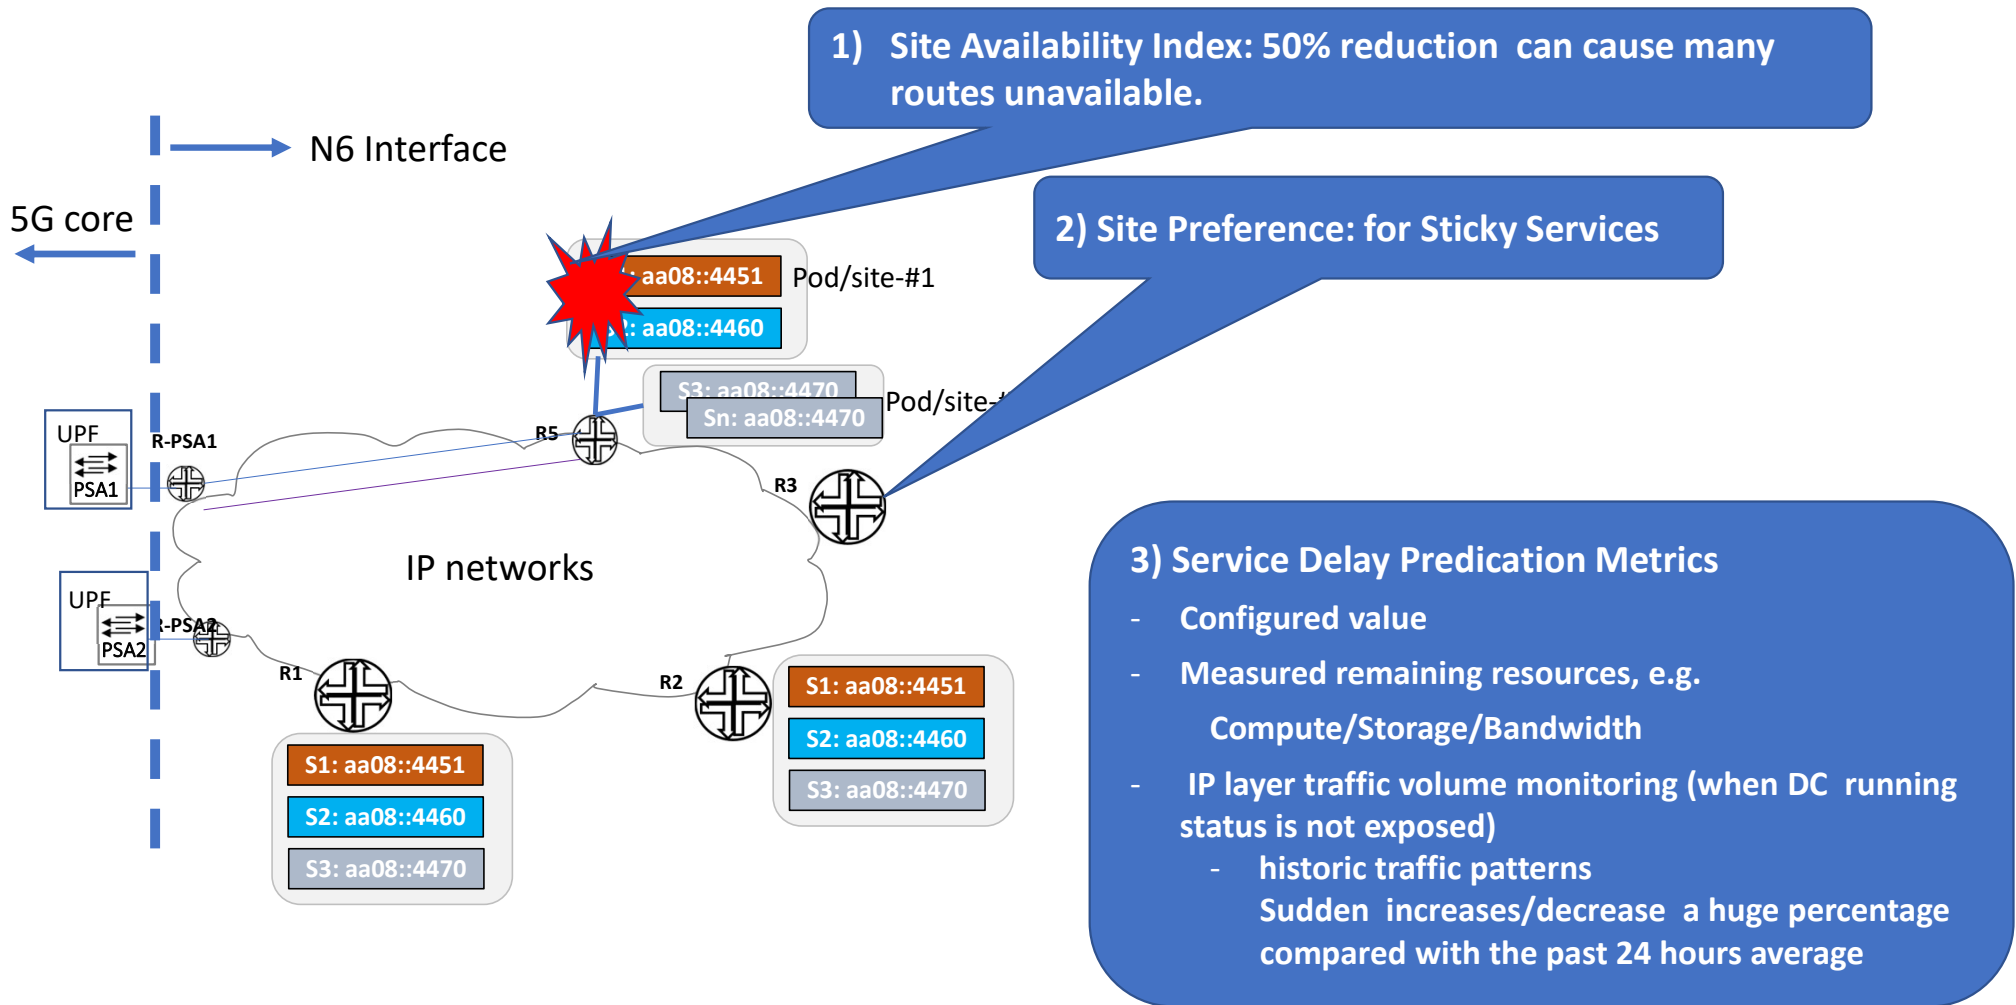 1) Site Availability Index: 50% reduction can cause many
routes unavailable.
N6 Interface
2) Site Preference: for Sticky Services
5G core
: aa08::4451
Pod/site-#1
: aa08::4460
S3: aa08::4470
Pod/site-#
Sn: aa08::4470
UPF
R-PSA1
R5
PSA1
R3
IP networks
3) Service Delay Predication Metrics
- Configured value
- Measured remaining resources, e.g.
Compute/Storage/Bandwidth
- IP layer traffic volume monitoring (when DC running
status is not exposed)
- historic traffic patterns
Sudden increases/decrease a huge percentage
compared with the past 24 hours average
UPF
R-PSA2
PSA2
R1
R2
S1: aa08::4451
S2: aa08::4460
S3: aa08::4470
S1: aa08::4451
S2: aa08::4460
S3: aa08::4470